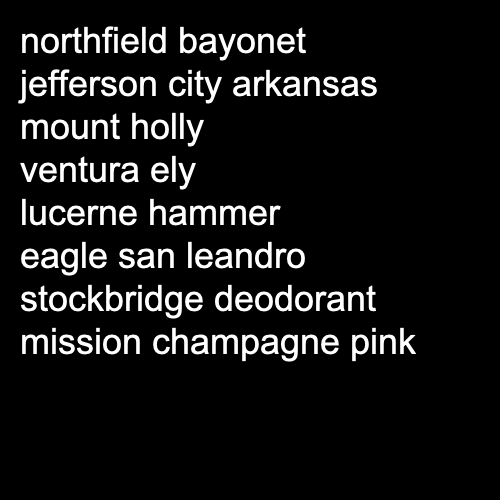 northfield bayonet
jefferson city arkansas
mount holly
ventura ely
lucerne hammer
eagle san leandro
stockbridge deodorant
mission champagne pink